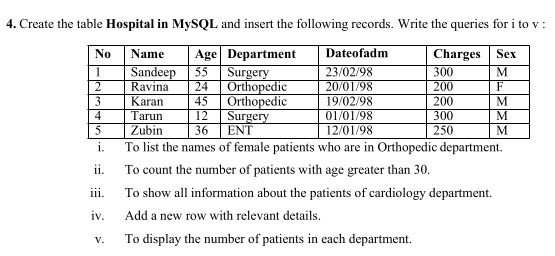 4. Create the table Hospital in MySQL and insert the following records. Write the queries for i to v :
No Name Age Department Dateofadm Charges Sex
1 Sandeep 55 Surgery 23/02/98 300 M
2 Ravina 24 Orthopedic 20/01/98 200 F
3 Karan 45 Orthopedic 19/02/98 200 M
4 Tarun 12 Surgery 01/01/98 300 M
5 Zubin 36 ENT 12/01/98 250 M
i. To list the names of female patients who are in Orthopedic department.
ii. To count the number of patients with age greater than 30.
iii. To show all information about the patients of cardiology department.
iv. Add a new row with relevant details.
v. To display the number of patients in each department.